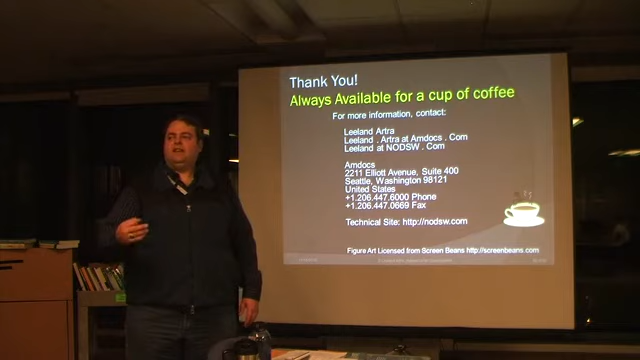 Thank You!
Always Available for a cup of coffee
For more information, contact:
Leeland Artra
Leeland . Artra at Amdocs . Com
Leeland at NODSW . Com
Amdocs
2211 Elliott Avenue, Suite 400
Seattle, Washington 98121
United States
+1.206.447.6000 Phone
+1.206.447.0669 Fax
Technical Site: http://nodsw.com
Figure Art Licensed from Screen Beans http://screenbeans.com